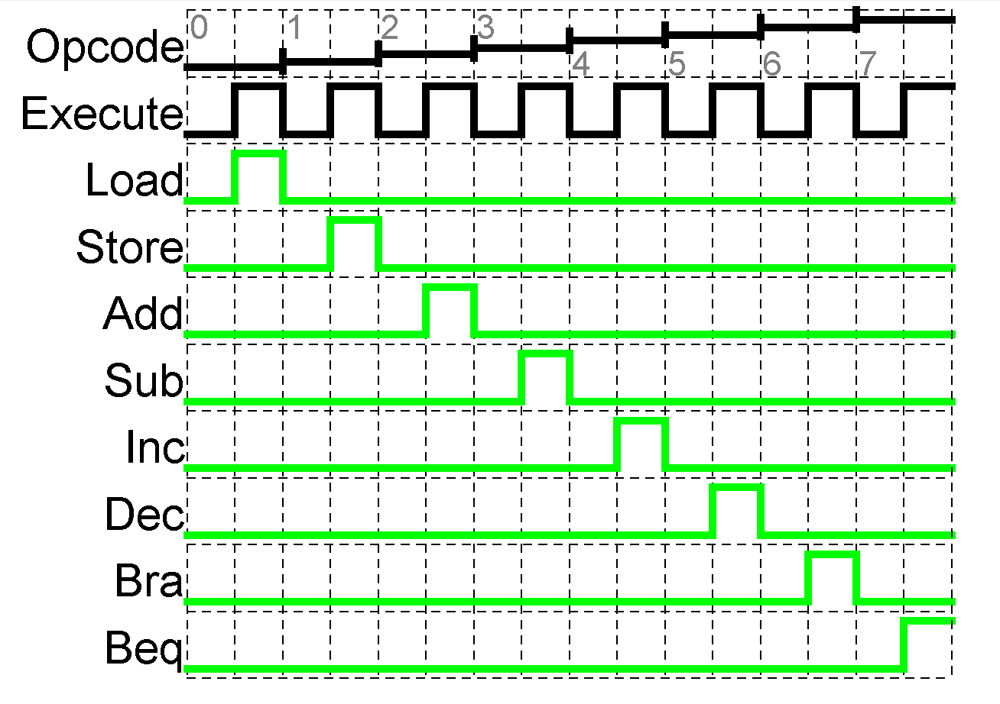 0 1 2 3
Opcode
4 5 6 7
Execute
Load
Store
Add
Sub
Inc
Dec
Bra
Beq